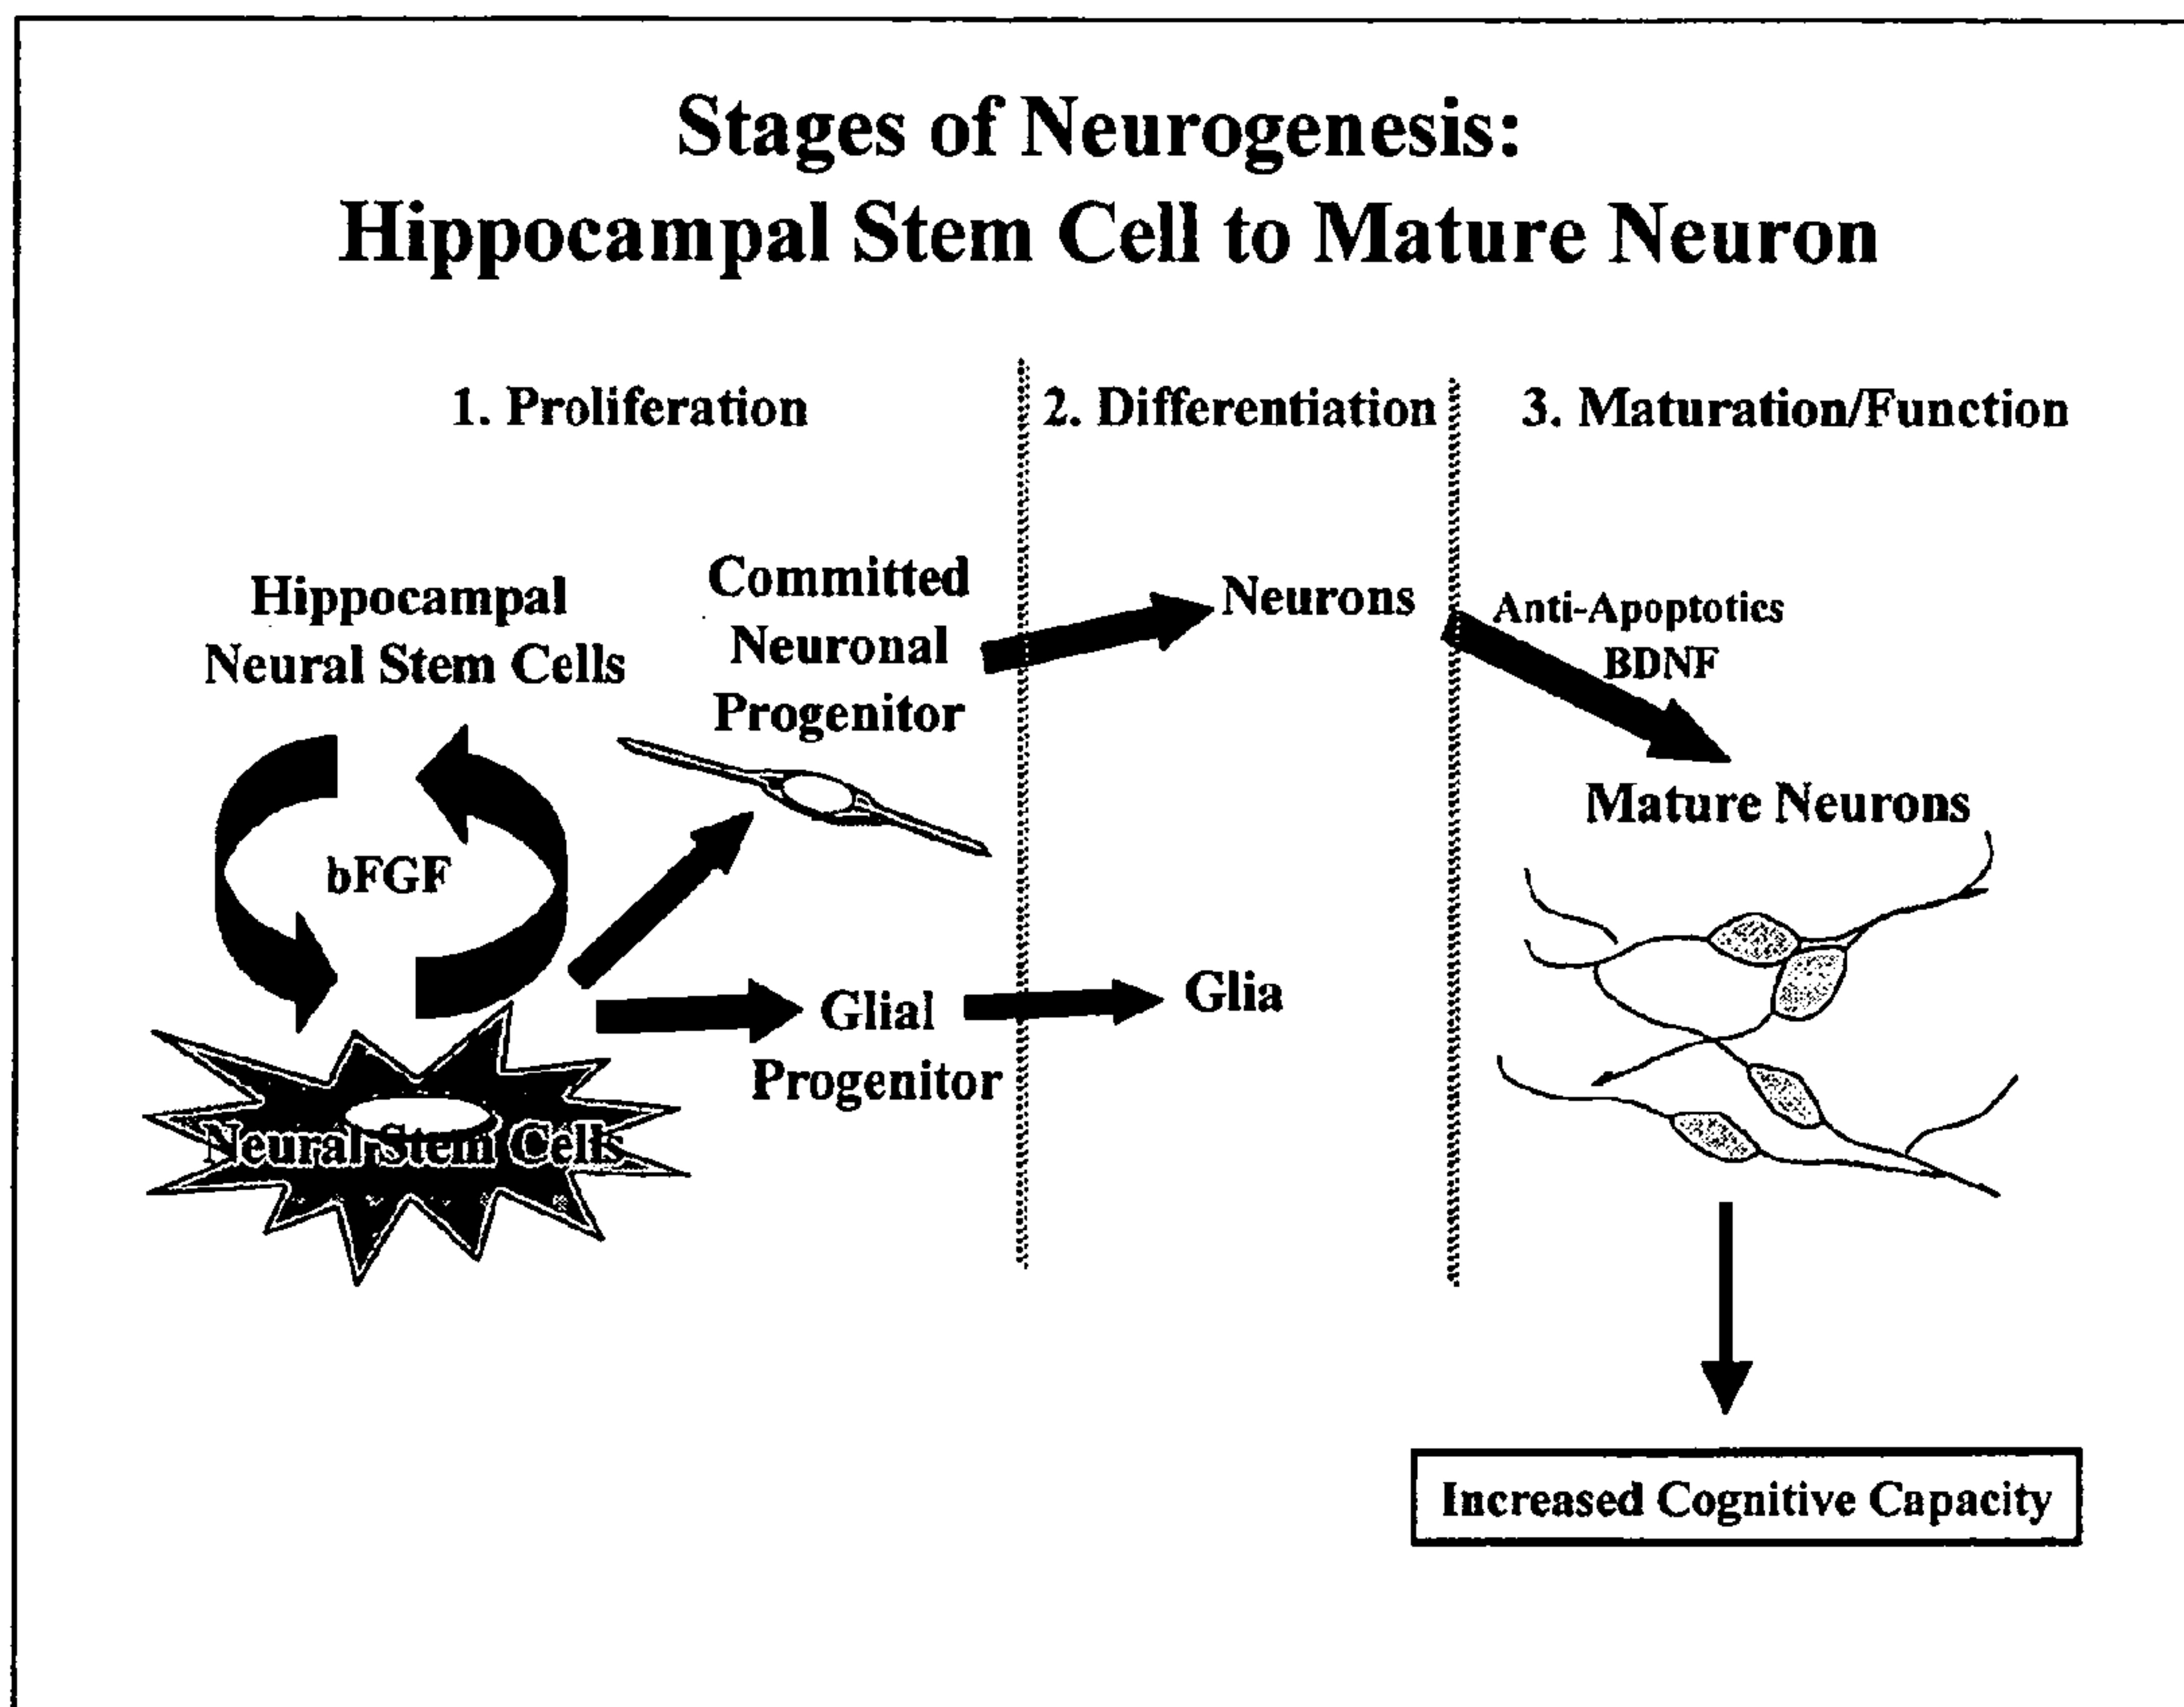 Stages of Neurogenesis:
Hippocampal Stem Cell to Mature Neuron
1. Proliferation
2. Differentiation
3. Maturation/Function
Hippocampal
Neural Stem Cells
Committed
Neuronal
Progenitor
Neurons
Anti-Apoptotics
BDNF
Mature Neurons
bFGF
Glial
Progenitor
Glia
Neural Stem Cells
Increased Cognitive Capacity